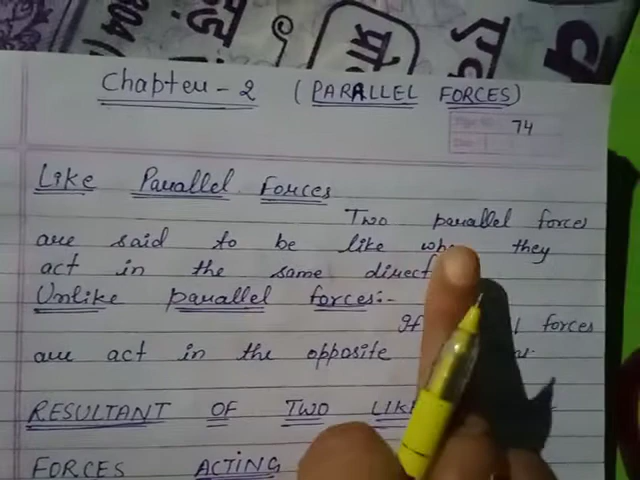 Chapter - 2 (PARALLEL FORCES)
74
Like Parallel Forces
Two parallel forces
are said to be like they
act in the same
Unlike parallel forces:-
If forces
are act in the opposite
RESULTANT OF TWO LIKE
FORCES ACTING